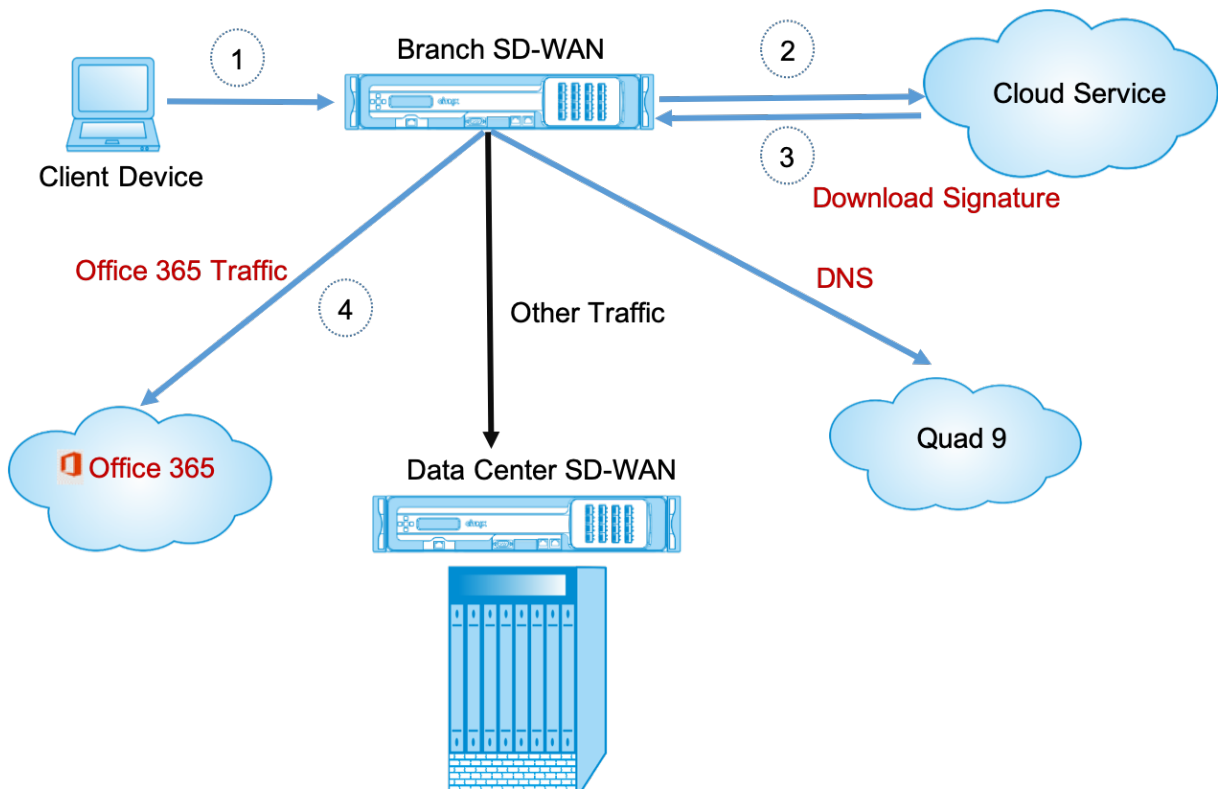 Branch SD-WAN
1
2
Cloud Service
Client Device
3
Download Signature
Office 365 Traffic
DNS
4
Other Traffic
Quad 9
Office 365
Data Center SD-WAN